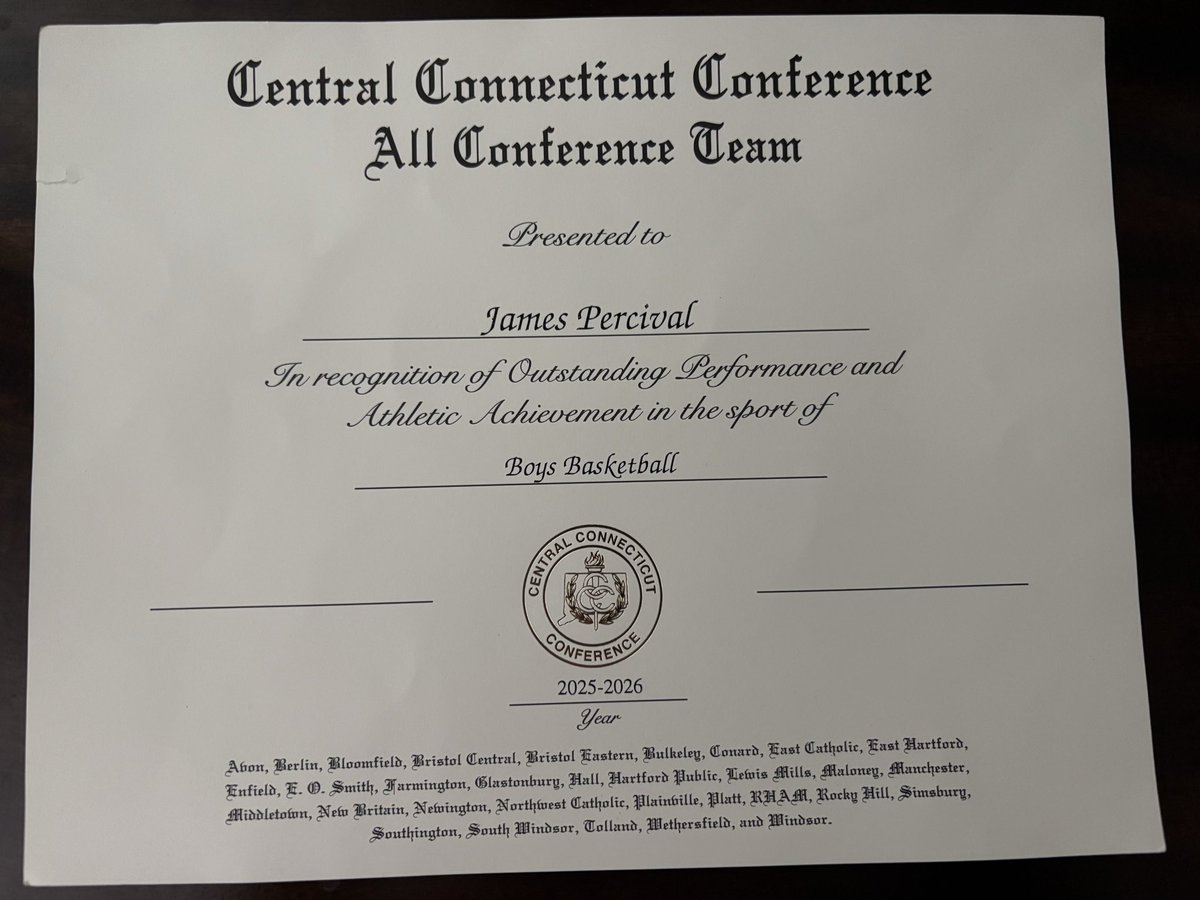 Central Connecticut Conference
All Conference Team
Presented to
James Percival
In recognition of Outstanding Performance and
Athletic Achievement in the sport of
Boys Basketball
CENTRAL CONNECTICUT
CCC
CONFERENCE
2025-2026
Year
Avon, Berlin, Bloomfield, Bristol Central, Bristol Eastern, Bulkeley, Conard, East Catholic, East Hartford,
Enfield, E. O. Smith, Farmington, Glastonbury, Hall, Hartford Public, Lewis Mills, Maloney, Manchester,
Middletown, New Britain, Newington, Northwest Catholic, Plainville, Platt, RHAM, Rocky Hill, Simsbury,
Southington, South Windsor, Tolland, Wethersfield, and Windsor.